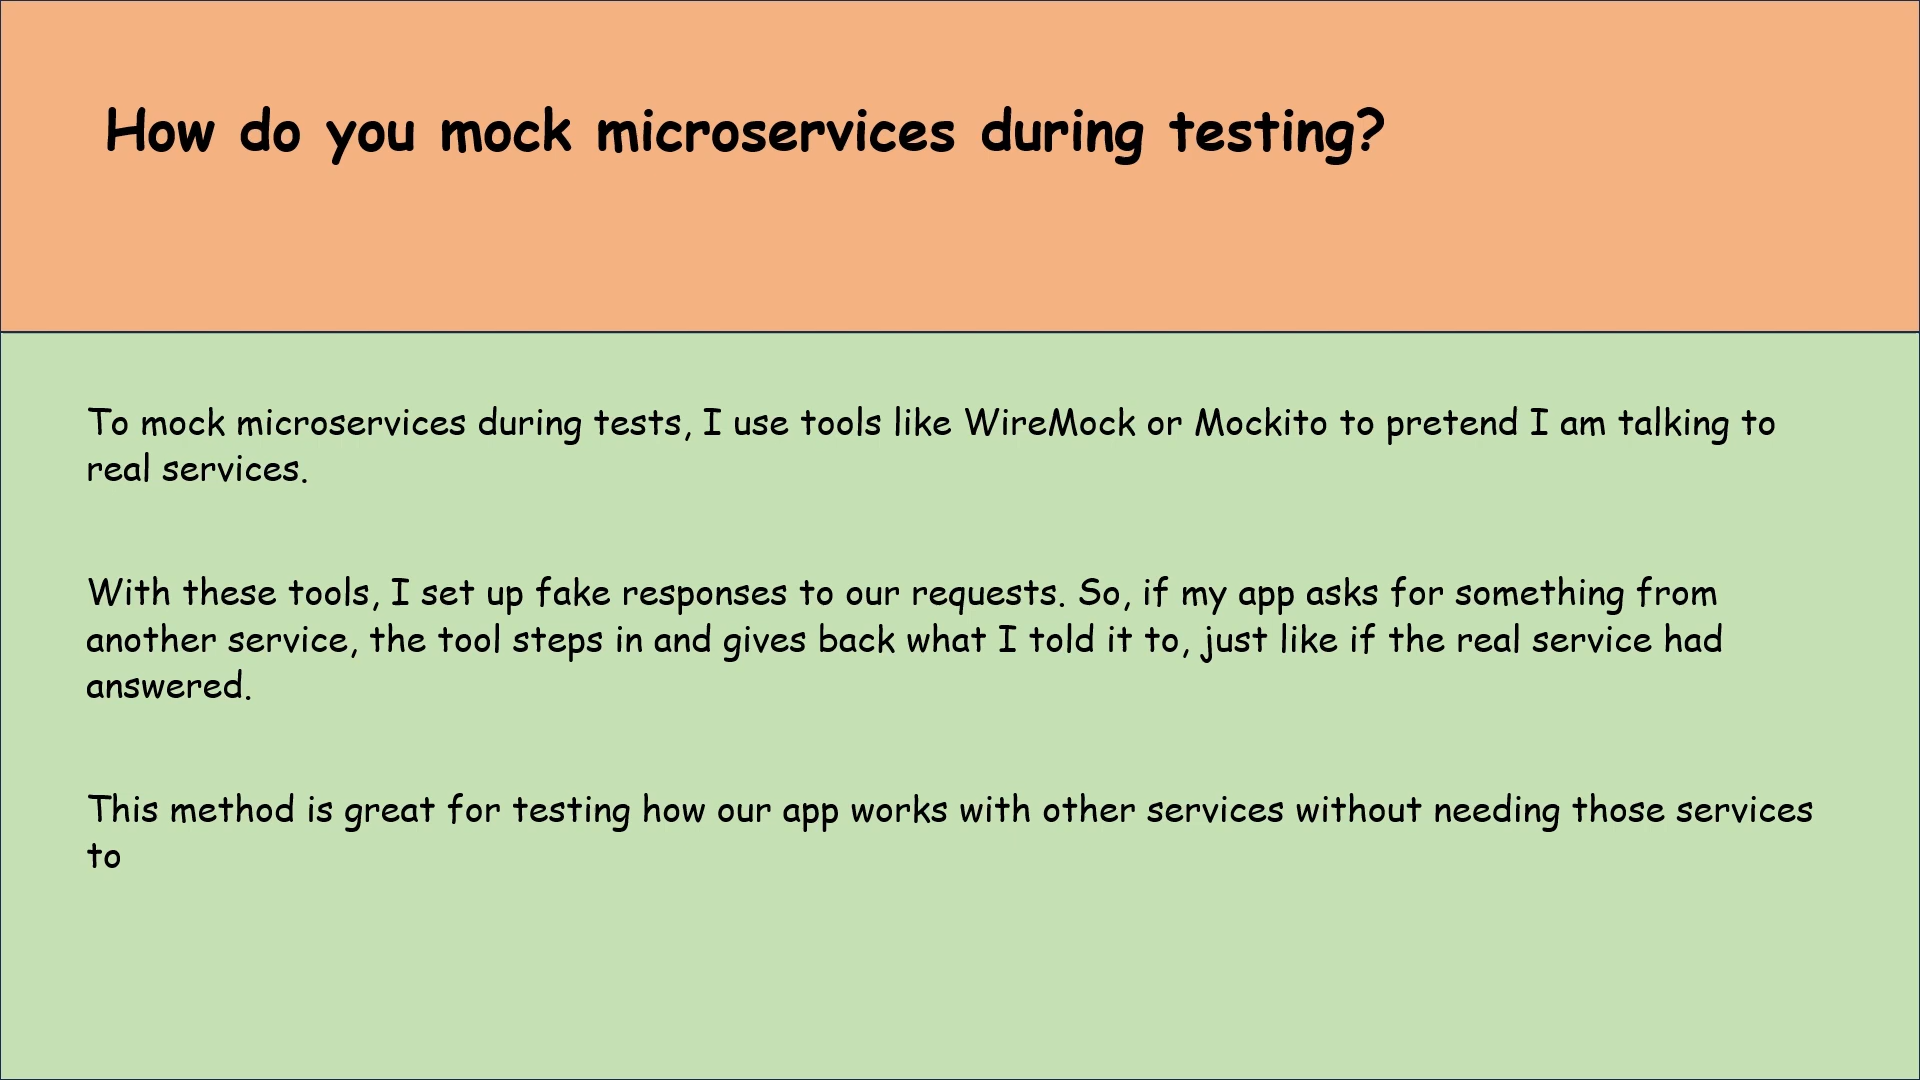 How do you mock microservices during testing?
To mock microservices during tests, I use tools like WireMock or Mockito to pretend I am talking to
real services.
With these tools, I set up fake responses to our requests. So, if my app asks for something from
another service, the tool steps in and gives back what I told it to, just like if the real service had
answered.
This method is great for testing how our app works with other services without needing those services
to